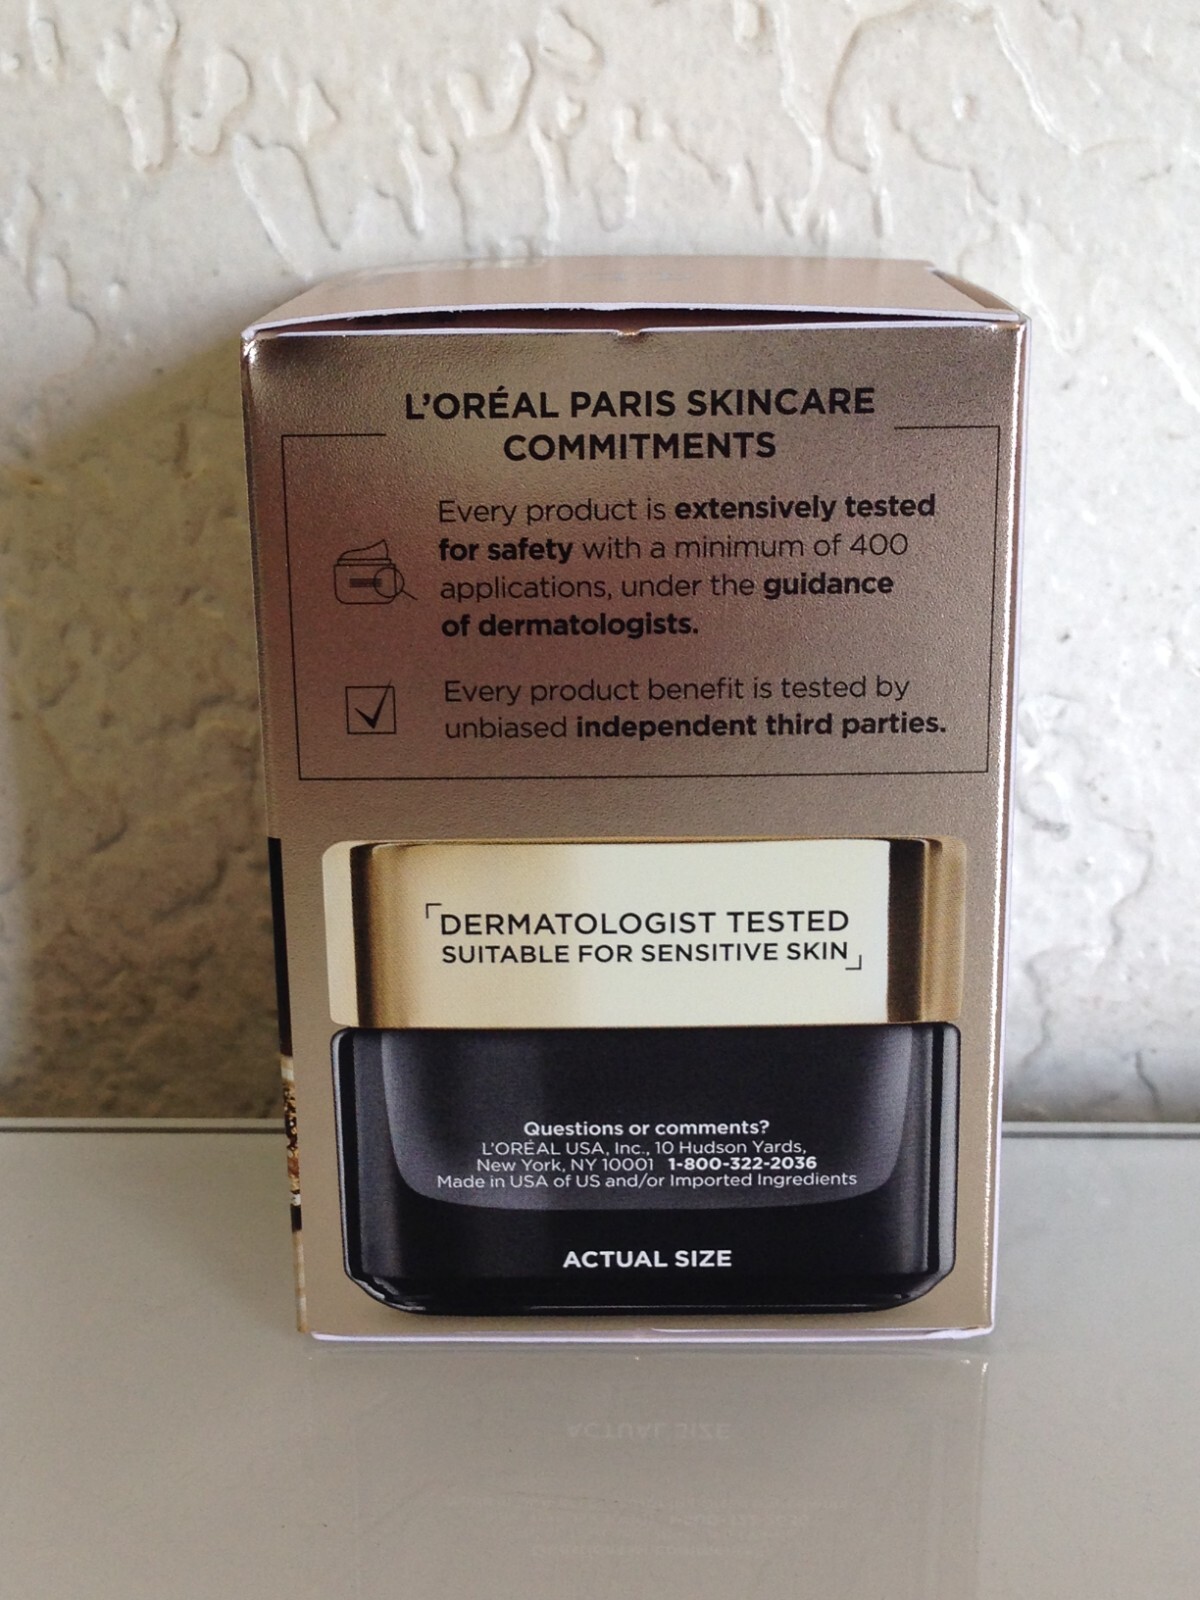 L'ORÉAL PARIS SKINCARE
COMMITMENTS
Every product is extensively tested
for safety with a minimum of 400
applications, under the guidance
of dermatologists.
Every product benefit is tested by
unbiased independent third parties.
DERMATOLOGIST TESTED
SUITABLE FOR SENSITIVE SKIN
Questions or comments?
L'ORÉAL USA, Inc., 10 Hudson Yards,
New York, NY 10001 1-800-322-2036
Made in USA of US and/or Imported Ingredients
ACTUAL SIZE